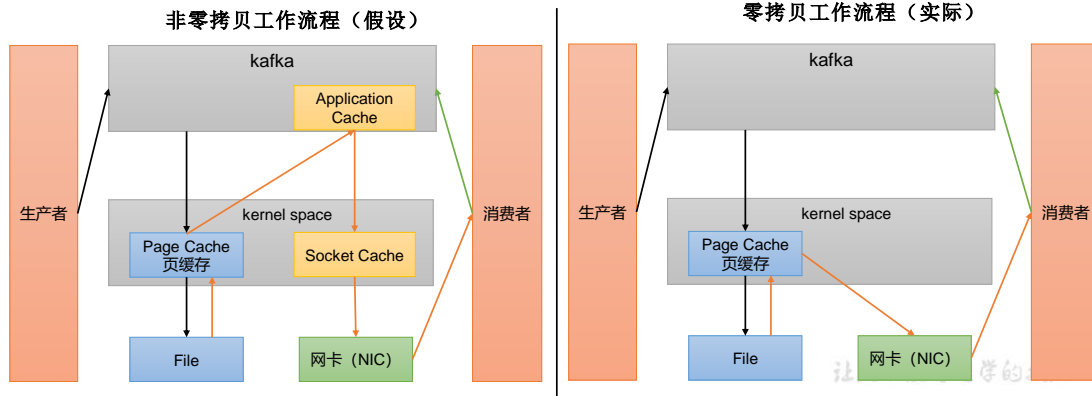 非零拷贝工作流程（假设）
kafka
Application
Cache
生产者
kernel space
消费者
Page Cache
页缓存
Socket Cache
File
网卡（NIC）
零拷贝工作流程（实际）
kafka
生产者
kernel space
消费者
Page Cache
页缓存
File
网卡（NIC）
让
学的